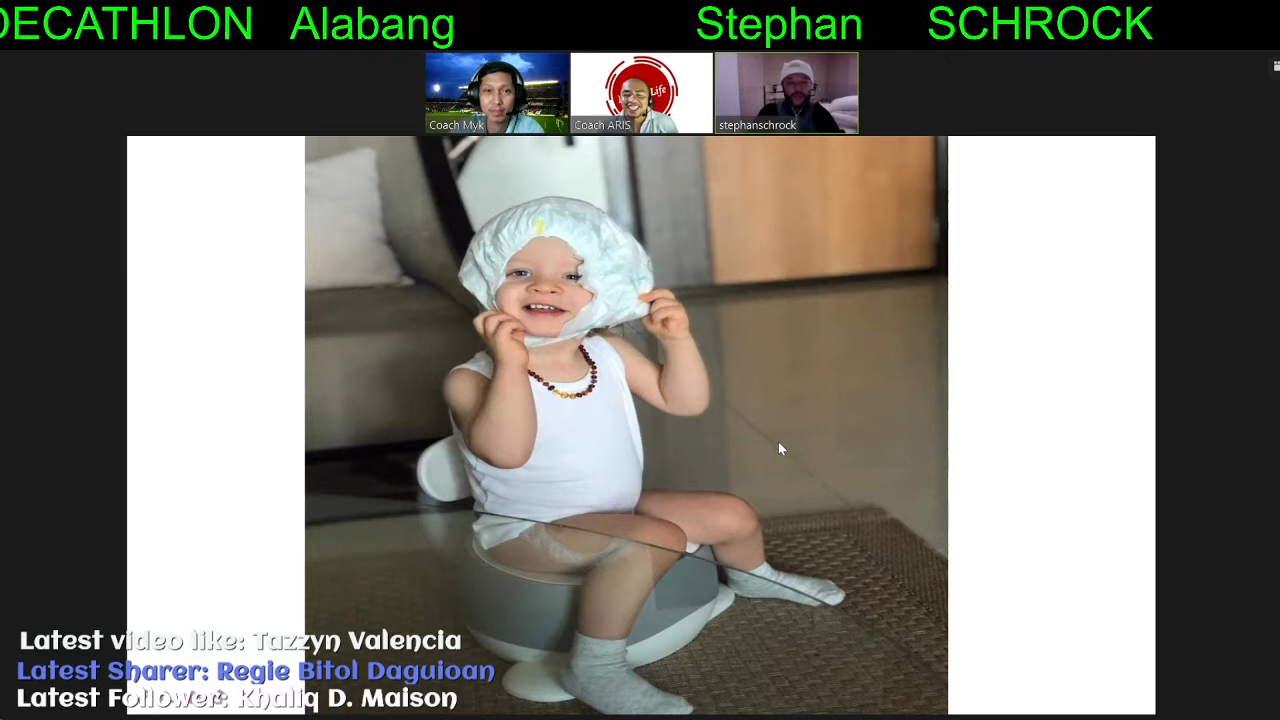 DECATHLON Alabang Stephan SCHROCK
Life
Coach Myk
Coach ARIS
stephanschrock
Latest video like: Tazzyn Valencia
Latest Sharer: Regie Bitol Daguioan
Latest Follower: Khaliq D. Maison